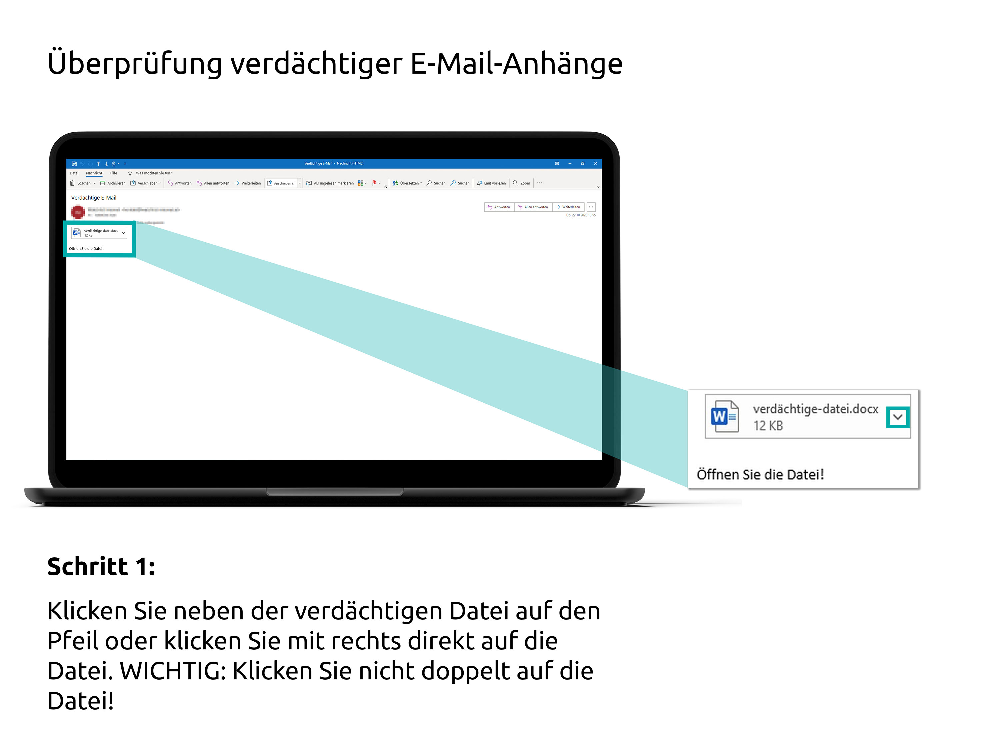 Überprüfung verdächtiger E-Mail-Anhänge
Verdächtige E-Mail - Nachricht (HTML)
Datei Nachricht Hilfe Was möchten Sie tun?
Löschen Archivieren Verschieben Antworten Allen antworten Weiterleiten Verschieben i... Als ungelesen markieren Übersetzen Suchen Suchen Laut vorlesen Zoom ...
Verdächtige E-Mail
Antworten Allen antworten Weiterleiten ...
Do. 22.10.2020 13:55
verdächtige-datei.docx
12 KB
Öffnen Sie die Datei!
verdächtige-datei.docx
12 KB
Öffnen Sie die Datei!
Schritt 1:
Klicken Sie neben der verdächtigen Datei auf den
Pfeil oder klicken Sie mit rechts direkt auf die
Datei. WICHTIG: Klicken Sie nicht doppelt auf die
Datei!